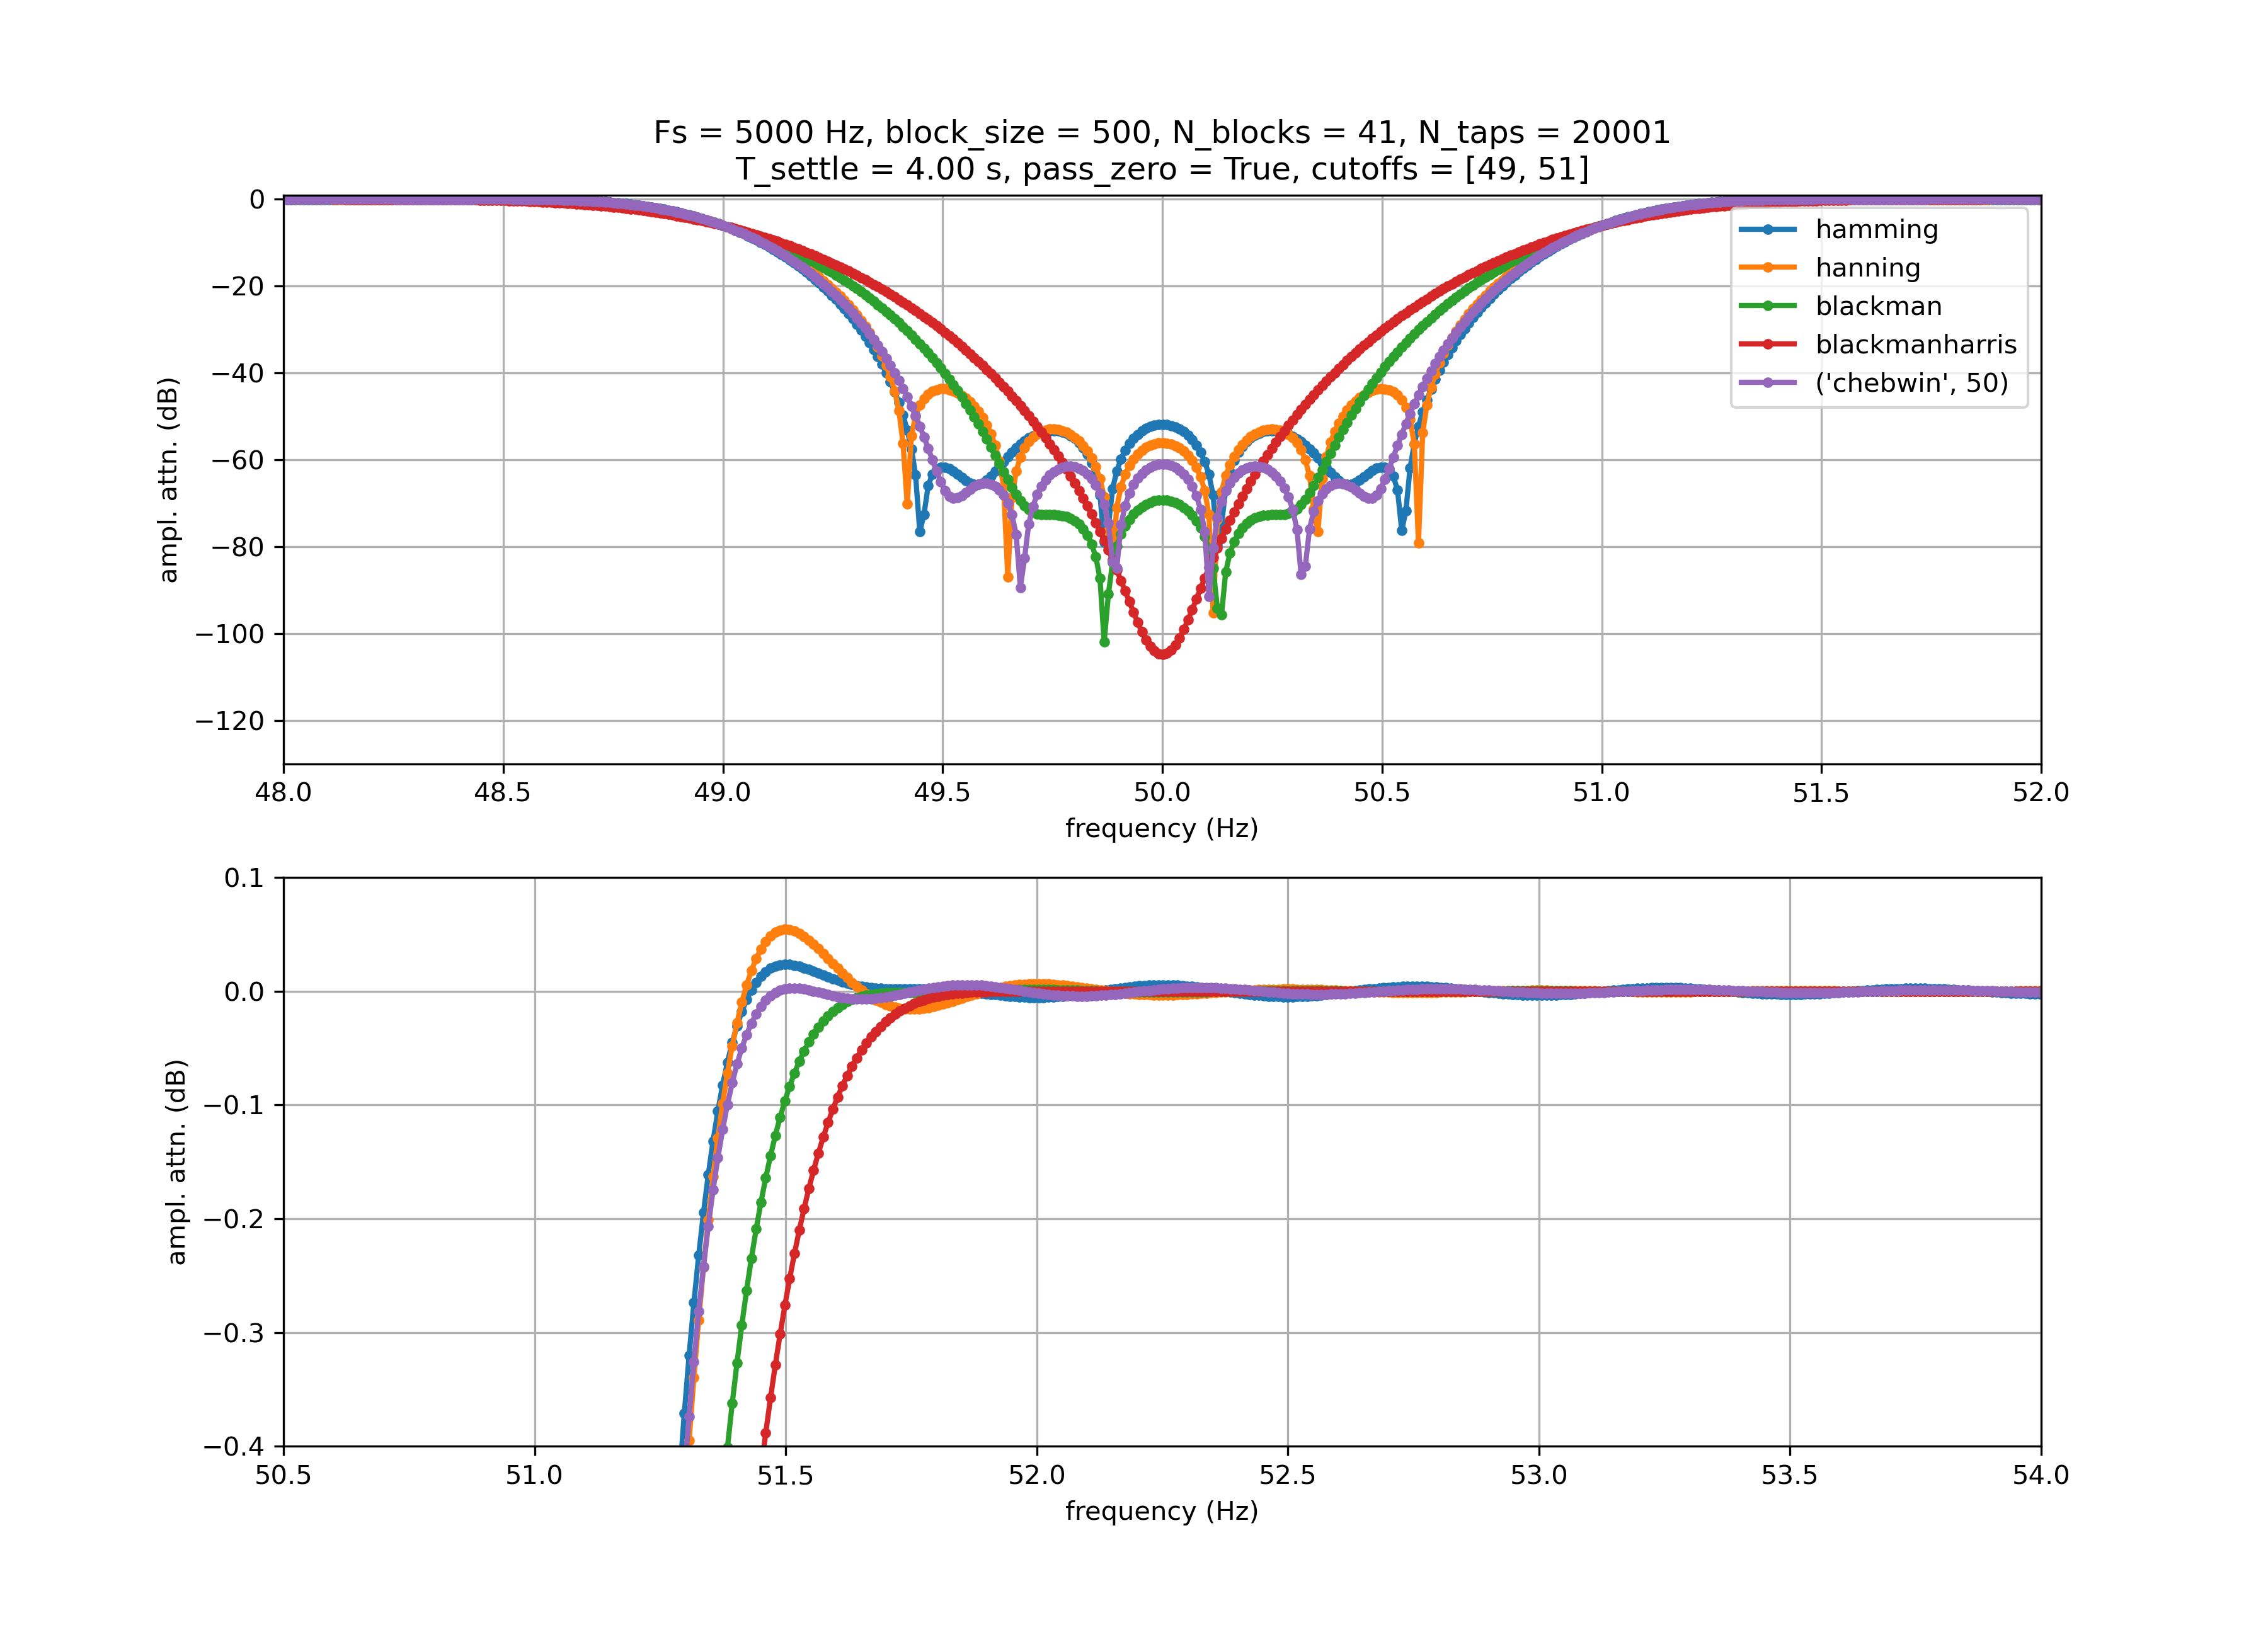 Fs = 5000 Hz, block_size = 500, N_blocks = 41, N_taps = 20001
T_settle = 4.00 s, pass_zero = True, cutoffs = [49, 51]
0
−20
−40
−60
−80
−100
−120
ampl. attn. (dB)
hamming
hanning
blackman
blackmanharris
('chebwin', 50)
48.0 48.5 49.0 49.5 50.0 50.5 51.0 51.5 52.0
frequency (Hz)
0.1
0.0
−0.1
−0.2
−0.3
−0.4
ampl. attn. (dB)
50.5 51.0 51.5 52.0 52.5 53.0 53.5 54.0
frequency (Hz)